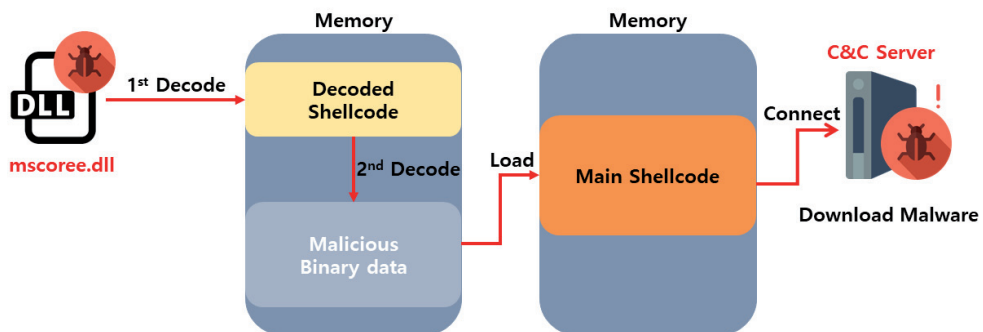 Memory
Memory
C&C Server
DLL
1st Decode
Decoded
Shellcode
Connect
mscoree.dll
2nd Decode
Load
Main Shellcode
Malicious
Binary data
Download Malware